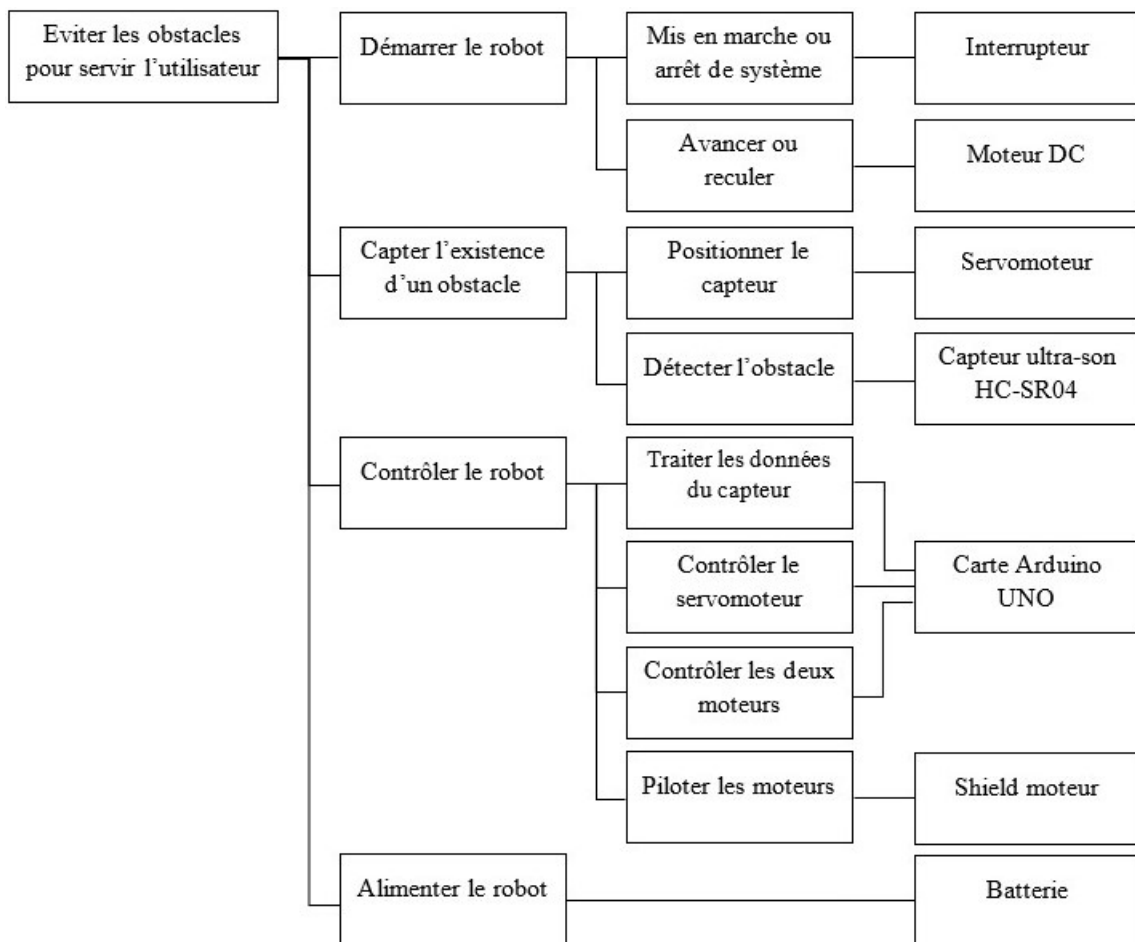 Eviter les obstacles
pour servir l’utilisateur
Démarrer le robot
Mis en marche ou
arrêt de système
Interrupteur
Avancer ou
reculer
Moteur DC
Capter l’existence
d’un obstacle
Positionner le
capteur
Servomoteur
Détecter l’obstacle
Capteur ultra-son
HC-SR04
Contrôler le robot
Traiter les données
du capteur
Contrôler le
servomoteur
Carte Arduino
UNO
Contrôler les deux
moteurs
Piloter les moteurs
Shield moteur
Alimenter le robot
Batterie